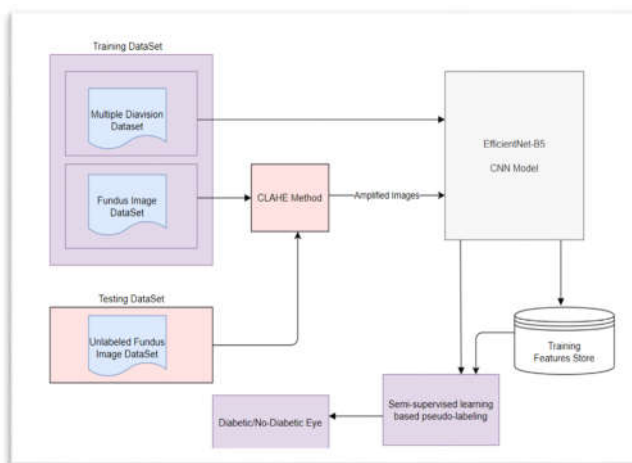 Training DataSet
Multiple Diavision
Dataset
Fundus Image
DataSet
CLAHE Method
Amplified Images
EfficientNet-B5
CNN Model
Testing DataSet
Unlabeled Fundus
Image DataSet
Training
Features Store
Semi-supervised learning
based pseudo-labeling
Diabetic/No-Diabetic Eye